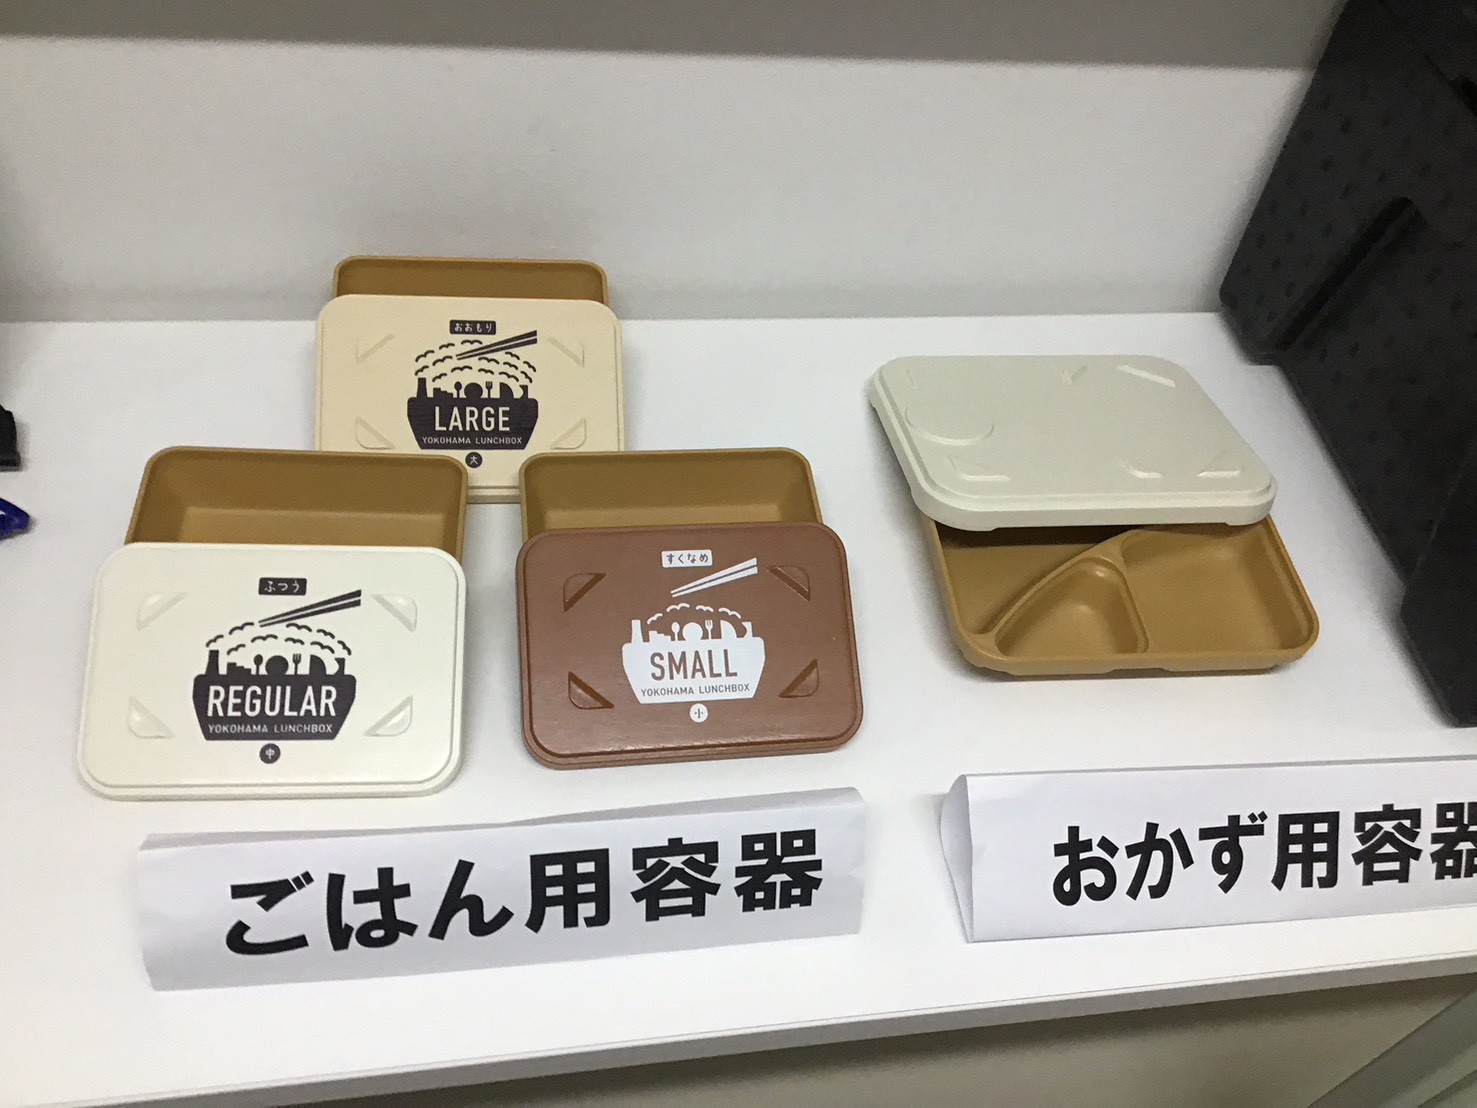 おおもり
LARGE
YOKOHAMA LUNCHBOX
大
ふつう
REGULAR
YOKOHAMA LUNCHBOX
中
すくなめ
SMALL
YOKOHAMA LUNCHBOX
小
ごはん用容器
おかず用容器